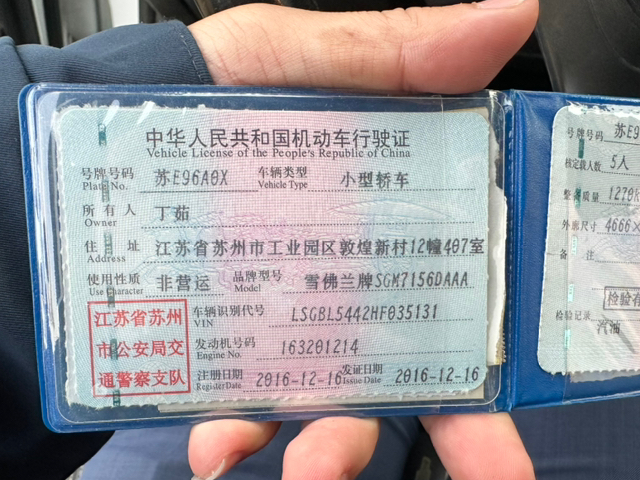 中华人民共和国机动车行驶证
Vehicle License of the People's Republic of China
号牌号码 苏E96A0X 车辆类型 小型轿车
Plate No. Vehicle Type
所有人 丁茹
Owner
住址 江苏省苏州市工业园区敦煌新村12幢407室
Address
使用性质 非营运 品牌型号 雪佛兰牌SGM7156DAAA
Use Character Model
江苏省苏州
市公安局交
通警察支队
车辆识别代号 LSGBL5442HF035131
VIN
发动机号码 163201214
Engine No.
注册日期 2016-12-16 发证日期 2016-12-16
Register Date Issue Date
号牌号码 苏E9
核定载人数 5人
整备质量 1270K
外廓尺寸 4666×
备注
检验记录
汽油